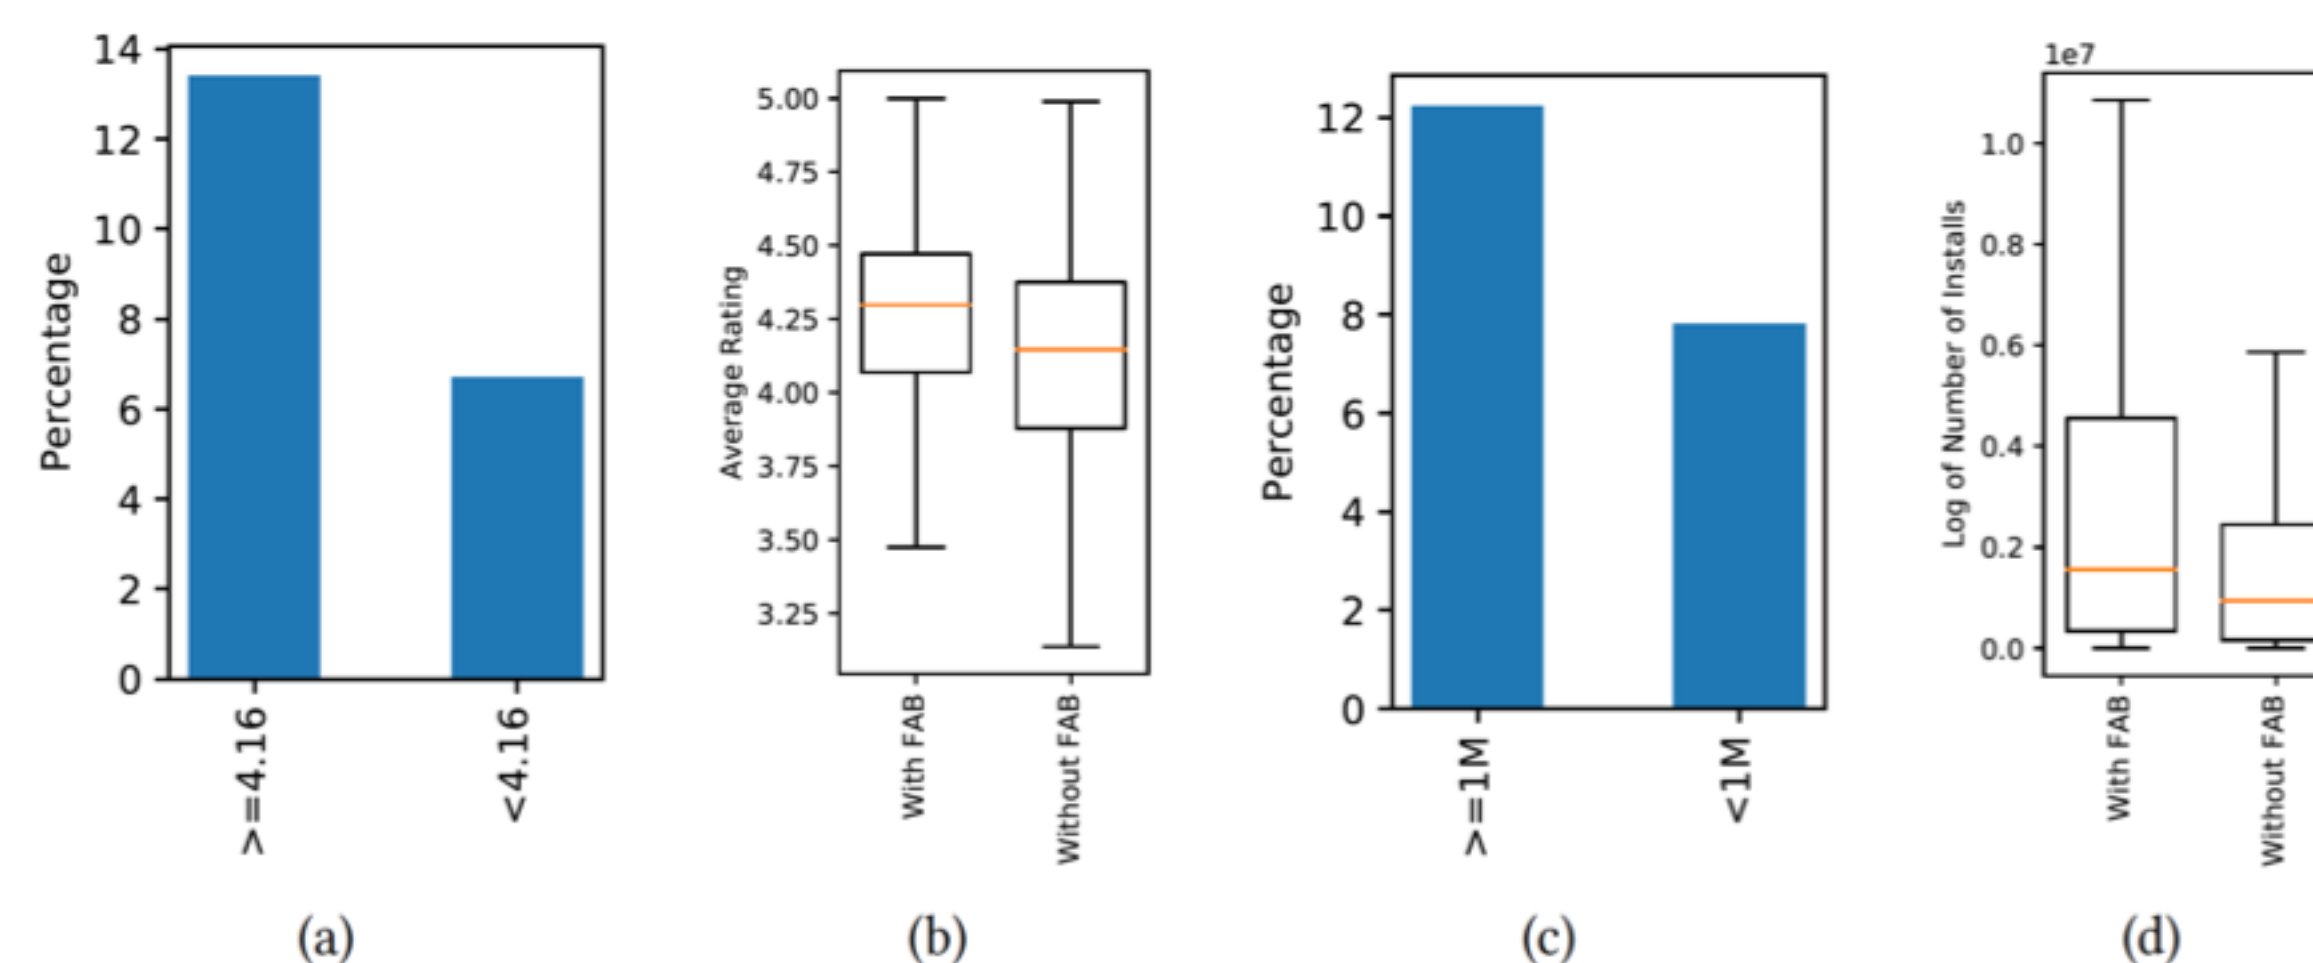 14
12
10
8
6
4
2
0
Percentage
>=4.16
<4.16
(a)
5.00
4.75
4.50
4.25
4.00
3.75
3.50
3.25
Average Rating
With FAB
Without FAB
(b)
12
10
8
6
4
2
0
Percentage
>=1M
<1M
(c)
1e7
1.0
0.8
0.6
0.4
0.2
0.0
Log of Number of Installs
With FAB
Without FAB
(d)